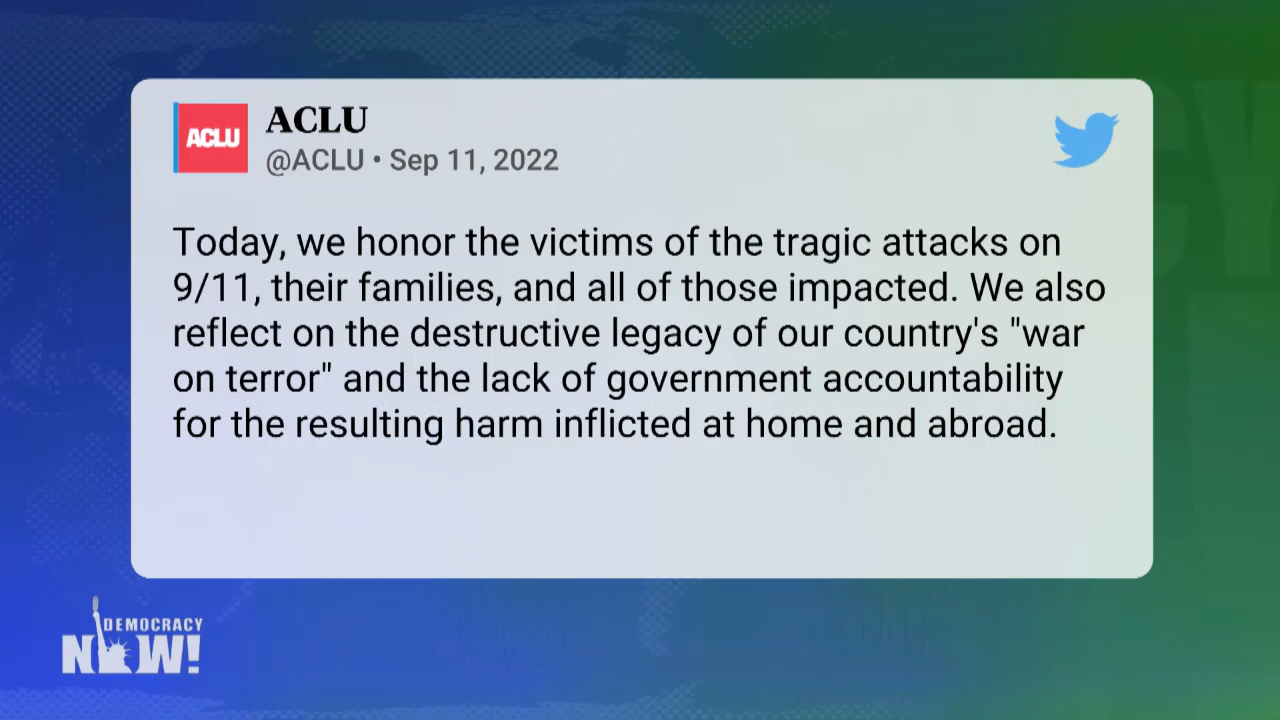 ACLU
ACLU
@ACLU • Sep 11, 2022
Today, we honor the victims of the tragic attacks on
9/11, their families, and all of those impacted. We also
reflect on the destructive legacy of our country's "war
on terror" and the lack of government accountability
for the resulting harm inflicted at home and abroad.
DEMOCRACY
NOW!